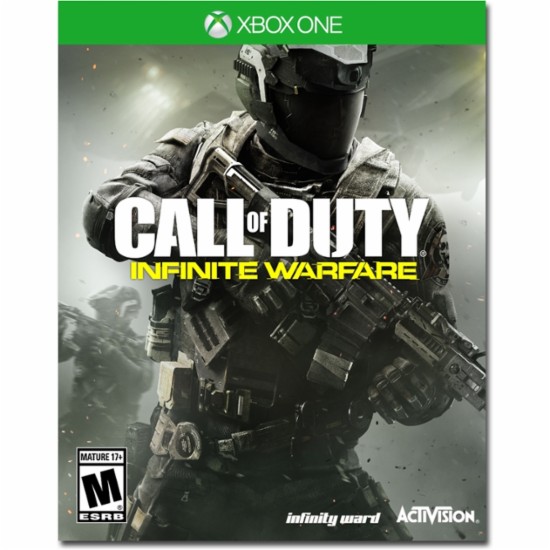 XBOX ONE
CALL OF DUTY®
INFINITE WARFARE
MATURE 17+
M
ESRB
infinity ward
ACTIVISION